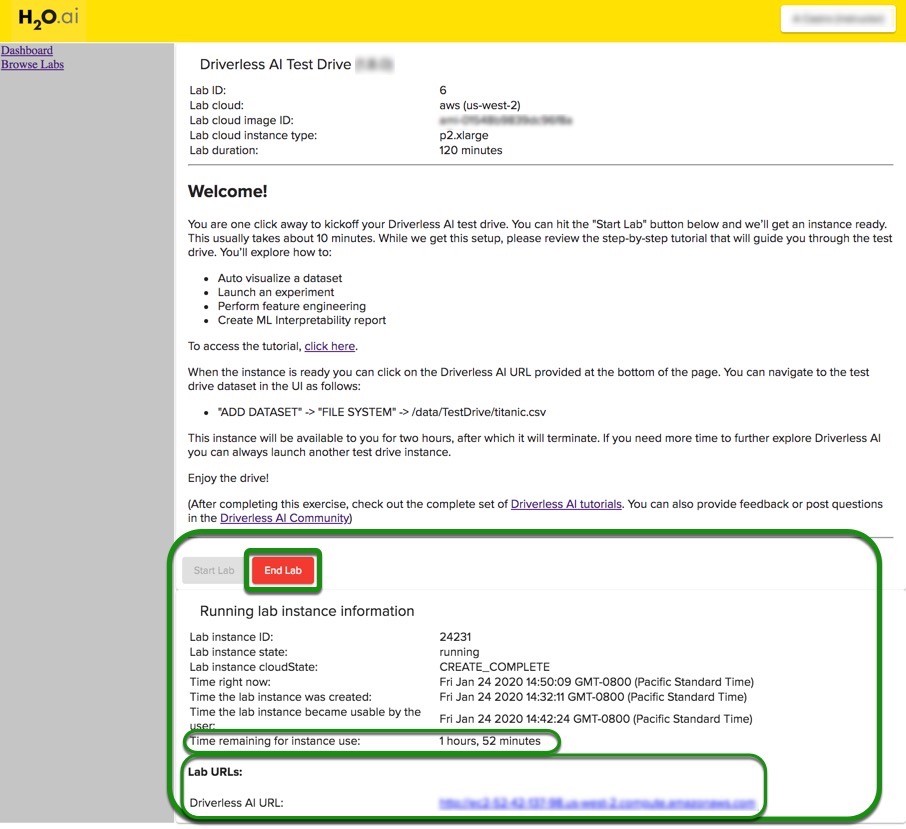 H2O.ai
Dashboard
Browse Labs
Driverless AI Test Drive
Lab ID: 6
Lab cloud: aws (us-west-2)
Lab cloud image ID:
Lab cloud instance type: p2.xlarge
Lab duration: 120 minutes
Welcome!
You are one click away to kickoff your Driverless AI test drive. You can hit the "Start Lab" button below and we'll get an instance ready.
This usually takes about 10 minutes. While we get this setup, please review the step-by-step tutorial that will guide you through the test
drive. You'll explore how to:
• Auto visualize a dataset
• Launch an experiment
• Perform feature engineering
• Create ML Interpretability report
To access the tutorial, click here.
When the instance is ready you can click on the Driverless AI URL provided at the bottom of the page. You can navigate to the test
drive dataset in the UI as follows:
• "ADD DATASET" -> "FILE SYSTEM" -> /data/TestDrive/titanic.csv
This instance will be available to you for two hours, after which it will terminate. If you need more time to further explore Driverless AI
you can always launch another test drive instance.
Enjoy the drive!
(After completing this exercise, check out the complete set of Driverless AI tutorials. You can also provide feedback or post questions
in the Driverless AI Community)
Start Lab End Lab
Running lab instance information
Lab instance ID: 24231
Lab instance state: running
Lab instance cloudState: CREATE_COMPLETE
Time right now: Fri Jan 24 2020 14:50:09 GMT-0800 (Pacific Standard Time)
Time the lab instance was created: Fri Jan 24 2020 14:32:11 GMT-0800 (Pacific Standard Time)
Time the lab instance became usable by the
user: Fri Jan 24 2020 14:42:24 GMT-0800 (Pacific Standard Time)
Time remaining for instance use: 1 hours, 52 minutes
Lab URLs:
Driverless AI URL: